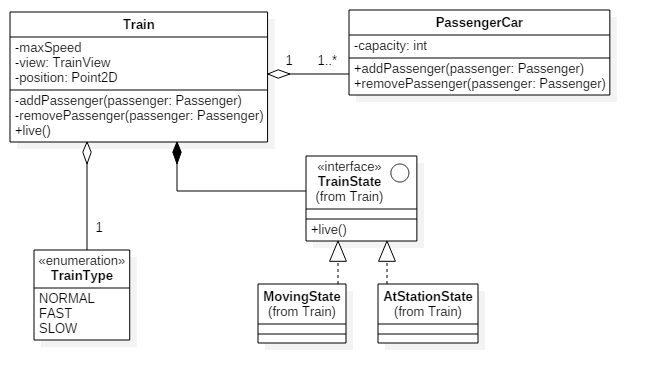 Train
-maxSpeed
-view: TrainView
-position: Point2D
-addPassenger(passenger: Passenger)
-removePassenger(passenger: Passenger)
+live()
1
1..*
PassengerCar
-capacity: int
+addPassenger(passenger: Passenger)
+removePassenger(passenger: Passenger)
«interface»
TrainState
(from Train)
+live()
1
«enumeration»
TrainType
NORMAL
FAST
SLOW
MovingState
(from Train)
AtStationState
(from Train)